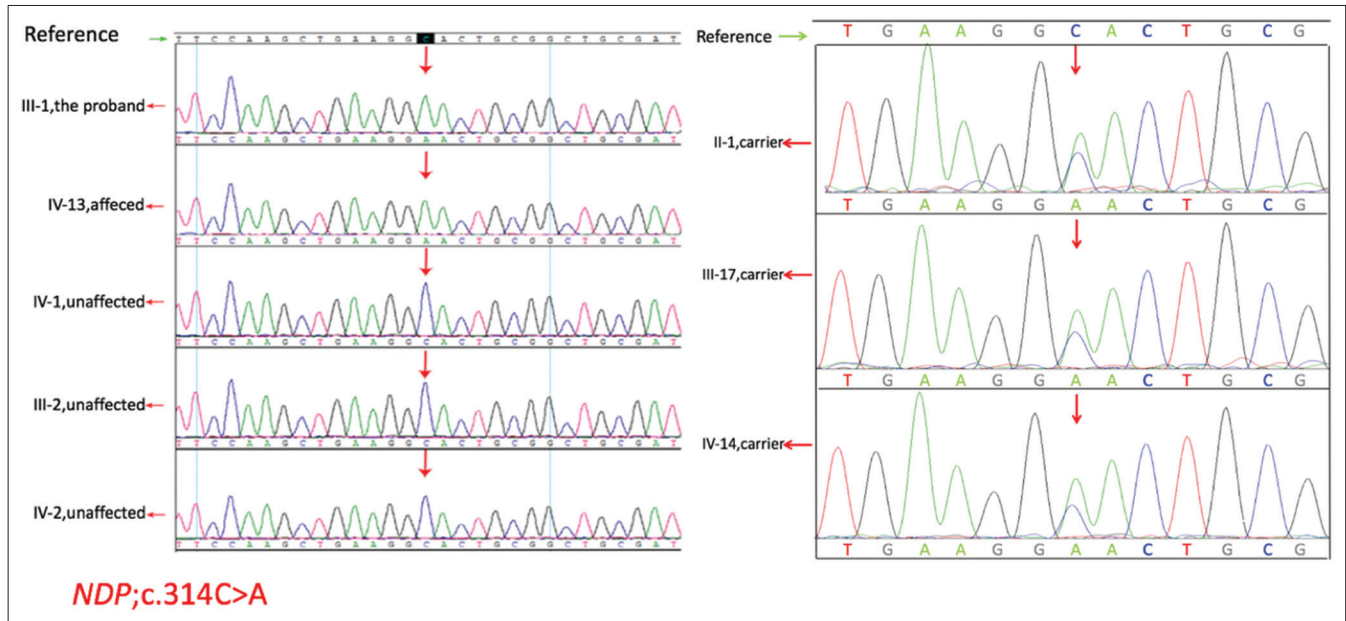 Reference
T T C C A A G C T G A A G G C A C T G C G G C T G C G A T
III-1,the proband
T T C C A A G C T G A A G G A A C T G C G G C T G C G A T
IV-13,affeced
T T C C A A G C T G A A G G A A C T G C G G C T G C G A T
IV-1,unaffected
T T C C A A G C T G A A G G C A C T G C G G C T G C G A T
III-2,unaffected
T T C C A A G C T G A A G G C A C T G C G G C T G C G A T
IV-2,unaffected
T T C C A A G C T G A A G G C A C T G C G G C T G C G A T
NDP;c.314C>A
Reference
T G A A G G C A C T G C G
II-1,carrier
T G A A G G A A C T G C G
III-17,carrier
T G A A G G A A C T G C G
IV-14,carrier
T G A A G G A A C T G C G